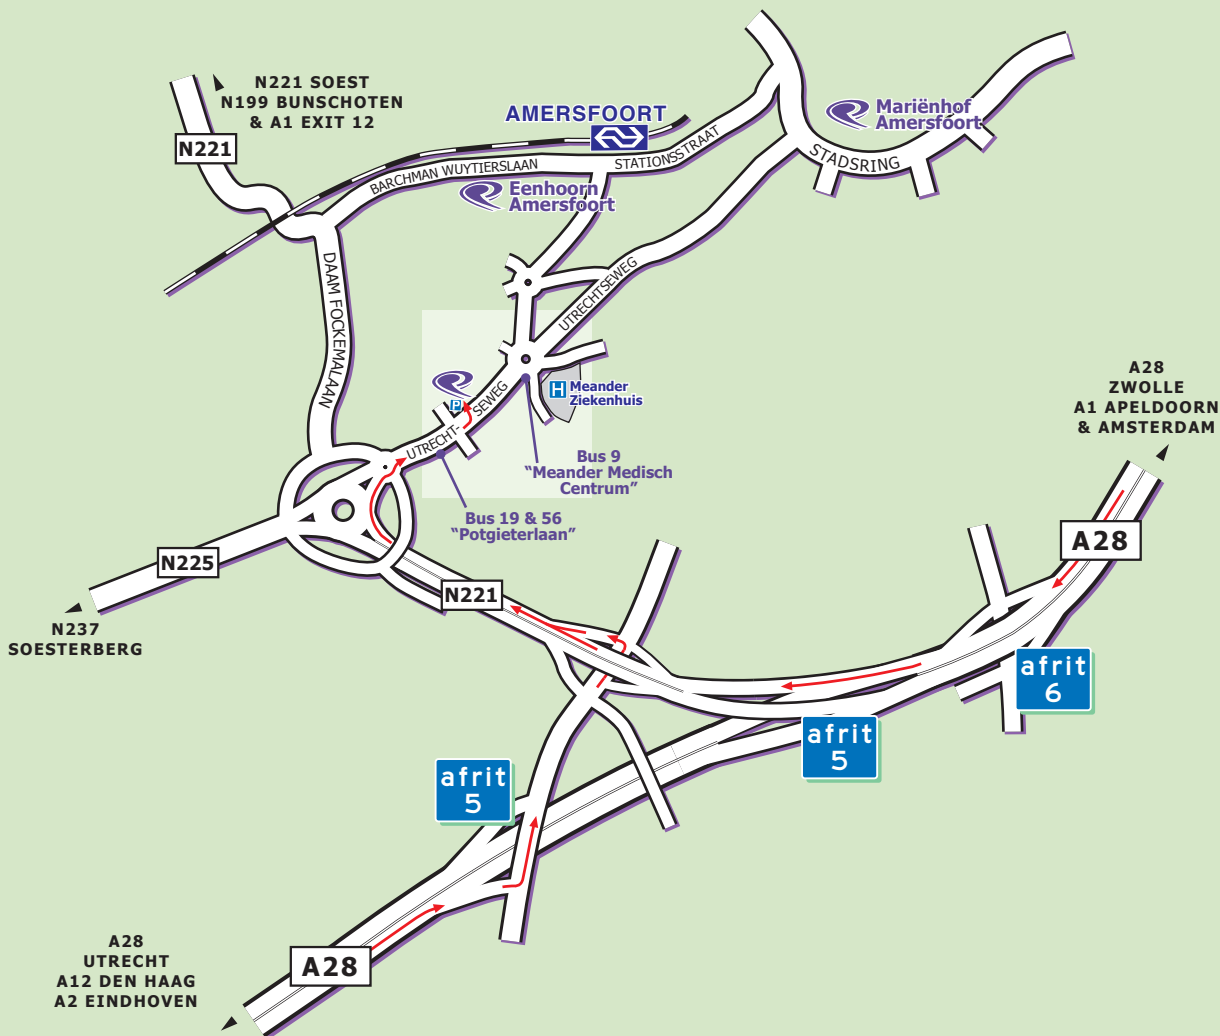 N221 SOEST
N199 BUNSCHOTEN
& A1 EXIT 12
N221
AMERSFOORT
Mariënhof
Amersfoort
STADSRING
STATIONSSTRAAT
BARCHMAN WUYTIERSLAAN
Eenhoorn
Amersfoort
DAAM FOCKEMALAAN
UTRECHTSEWEG
P
UTRECHT-
SEWEG
H
Meander
Ziekenhuis
A28
ZWOLLE
A1 APELDOORN
& AMSTERDAM
Bus 9
“Meander Medisch
Centrum”
Bus 19 & 56
“Potgieterlaan”
A28
N225
N221
N237
SOESTERBERG
afrit
6
afrit
5
afrit
5
A28
UTRECHT
A12 DEN HAAG
A2 EINDHOVEN
A28